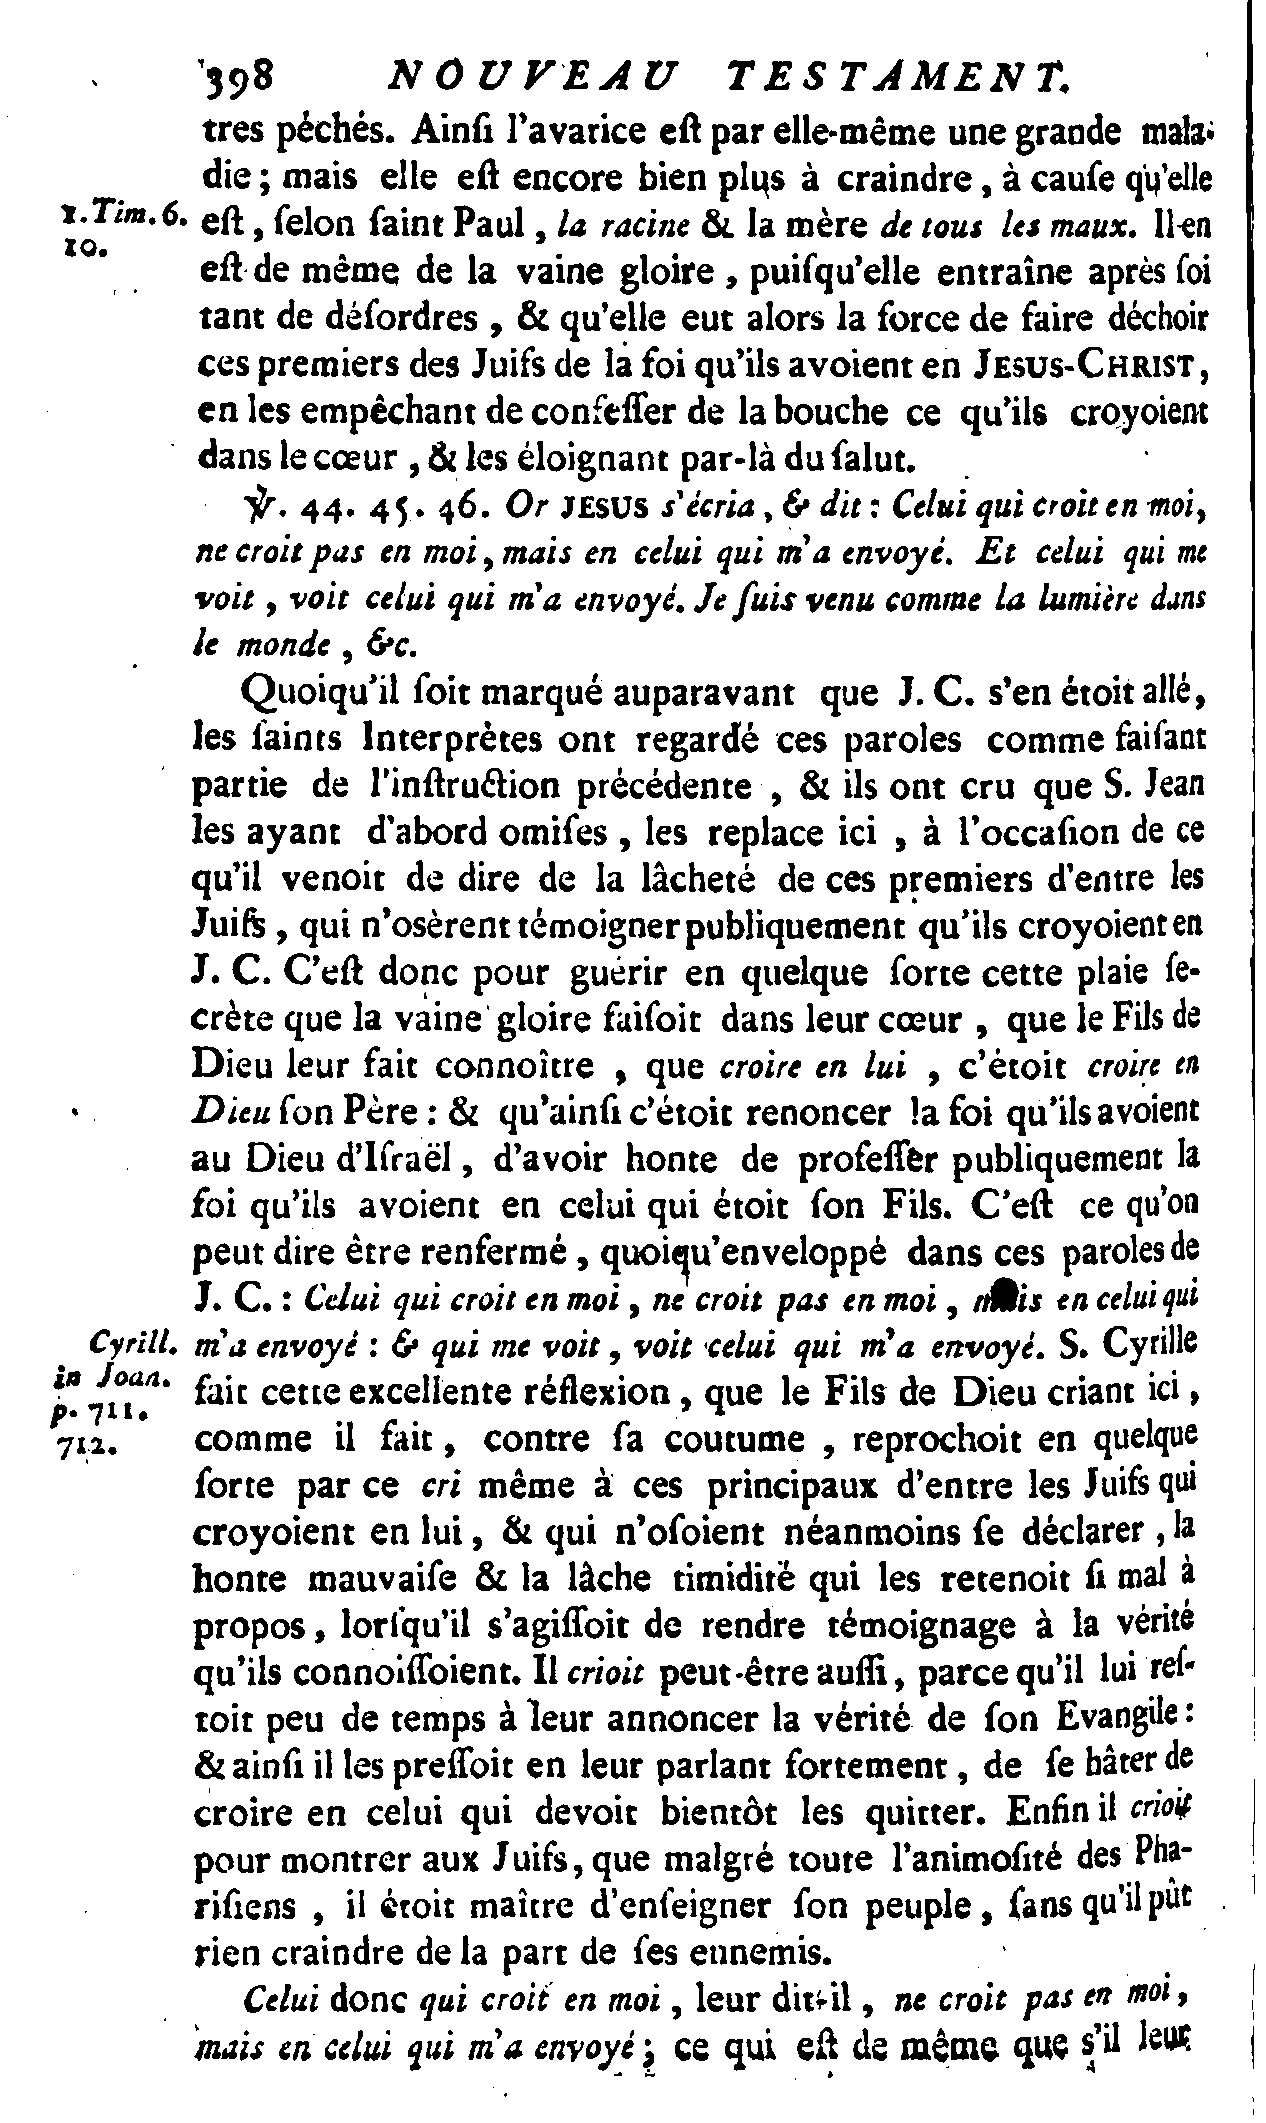 398 NOUVEAU TESTAMENT.
tres péchés. Ainſi l'avarice eſt par elle-même une grande mala-
die ; mais elle eſt encore bien plus à craindre , à cauſe qu'elle
1.Tim.6.
10.
eſt , ſelon ſaint Paul , la racine & la mère de tous les maux. Il en
eſt de même de la vaine gloire , puiſqu'elle entraîne après ſoi
tant de déſordres , & qu'elle eut alors la force de faire déchoir
ces premiers des Juifs de la foi qu'ils avoient en JESUS-CHRIST,
en les empêchant de confeſſer de la bouche ce qu'ils croyoient
dans le cœur , & les éloignant par-là du ſalut.
℣. 44. 45. 46. Or JESUS s'écria , & dit : Celui qui croit en moi,
ne croit pas en moi , mais en celui qui m'a envoyé. Et celui qui me
voit , voit celui qui m'a envoyé. Je ſuis venu comme la lumière dans
le monde , &c.
Quoiqu'il ſoit marqué auparavant que J. C. s'en étoit allé,
les ſaints Interprètes ont regardé ces paroles comme faiſant
partie de l'inſtruction précédente , & ils ont cru que S. Jean
les ayant d'abord omiſes , les replace ici , à l'occaſion de ce
qu'il venoit de dire de la lâcheté de ces premiers d'entre les
Juifs , qui n'osèrent témoigner publiquement qu'ils croyoient en
J. C. C'eſt donc pour guérir en quelque ſorte cette plaie ſe-
crète que la vaine gloire faiſoit dans leur cœur , que le Fils de
Dieu leur fait connoître , que croire en lui , c'étoit croire en
Dieu ſon Père : & qu'ainſi c'étoit renoncer la foi qu'ils avoient
au Dieu d'Iſraël , d'avoir honte de profeſſer publiquement la
foi qu'ils avoient en celui qui étoit ſon Fils. C'eſt ce qu'on
peut dire être renfermé , quoiqu'enveloppé dans ces paroles de
J. C. : Celui qui croit en moi , ne croit pas en moi , mais en celui qui
Cyrill.
in Joan.
p. 711.
712.
m'a envoyé : & qui me voit , voit celui qui m'a envoyé. S. Cyrille
fait cette excellente réflexion , que le Fils de Dieu criant ici ,
comme il fait , contre ſa coutume , reprochoit en quelque
ſorte par ce cri même à ces principaux d'entre les Juifs qui
croyoient en lui , & qui n'oſoient néanmoins ſe déclarer , la
honte mauvaiſe & la lâche timidité qui les retenoit ſi mal à
propos , lorſqu'il s'agiſſoit de rendre témoignage à la vérité
qu'ils connoiſſoient. Il crioit peut-être auſſi , parce qu'il lui reſ-
toit peu de temps à leur annoncer la vérité de ſon Evangile :
& ainſi il les preſſoit en leur parlant fortement , de ſe hâter de
croire en celui qui devoit bientôt les quitter. Enfin il crioit
pour montrer aux Juifs , que malgré toute l'animoſité des Pha-
riſiens , il étoit maître d'enſeigner ſon peuple , ſans qu'il pût
rien craindre de la part de ſes ennemis.
Celui donc qui croit en moi , leur dit-il , ne croit pas en moi ,
mais en celui qui m'a envoyé ; ce qui eſt de même que s'il leur